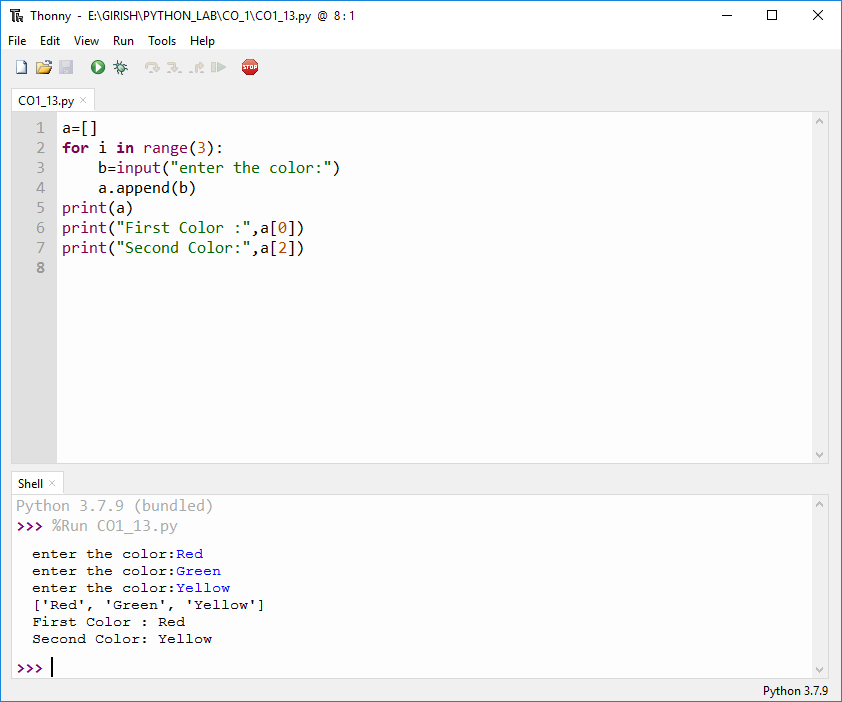 Thonny - E:\GIRISH\PYTHON_LAB\CO_1\CO1_13.py @ 8:1
File Edit View Run Tools Help
STOP
CO1_13.py ×
1 a=[]
2 for i in range(3):
3     b=input("enter the color:")
4     a.append(b)
5 print(a)
6 print("First Color :",a[0])
7 print("Second Color:",a[2])
8
Shell ×
Python 3.7.9 (bundled)
>>> %Run CO1_13.py
enter the color:Red
enter the color:Green
enter the color:Yellow
['Red', 'Green', 'Yellow']
First Color : Red
Second Color: Yellow
>>>
Python 3.7.9